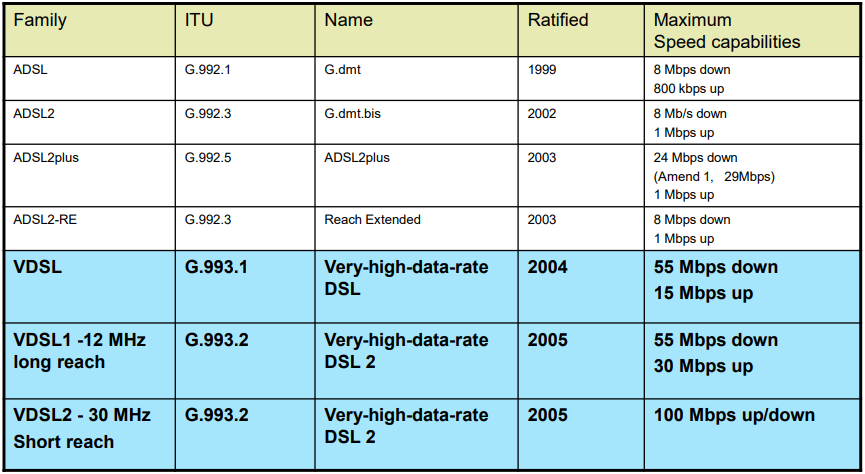 Family ITU Name Ratified Maximum
Speed capabilities
ADSL G.992.1 G.dmt 1999 8 Mbps down
800 kbps up
ADSL2 G.992.3 G.dmt.bis 2002 8 Mb/s down
1 Mbps up
ADSL2plus G.992.5 ADSL2plus 2003 24 Mbps down
(Amend 1, 29Mbps)
1 Mbps up
ADSL2-RE G.992.3 Reach Extended 2003 8 Mbps down
1 Mbps up
VDSL G.993.1 Very-high-data-rate 2004 55 Mbps down
DSL 15 Mbps up
VDSL1 -12 MHz G.993.2 Very-high-data-rate 2005 55 Mbps down
long reach DSL 2 30 Mbps up
VDSL2 - 30 MHz G.993.2 Very-high-data-rate 2005 100 Mbps up/down
Short reach DSL 2